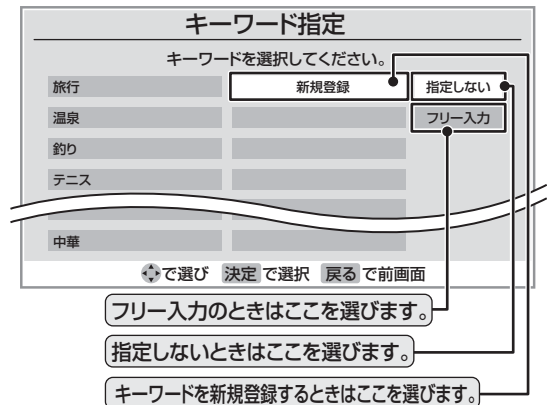 キーワード指定
キーワードを選択してください。
旅行 新規登録 指定しない
温泉 フリー入力
釣り
テニス
中華
で選び 決定 で選択 戻る で前画面
フリー入力のときはここを選びます。
指定しないときはここを選びます。
キーワードを新規登録するときはここを選びます。